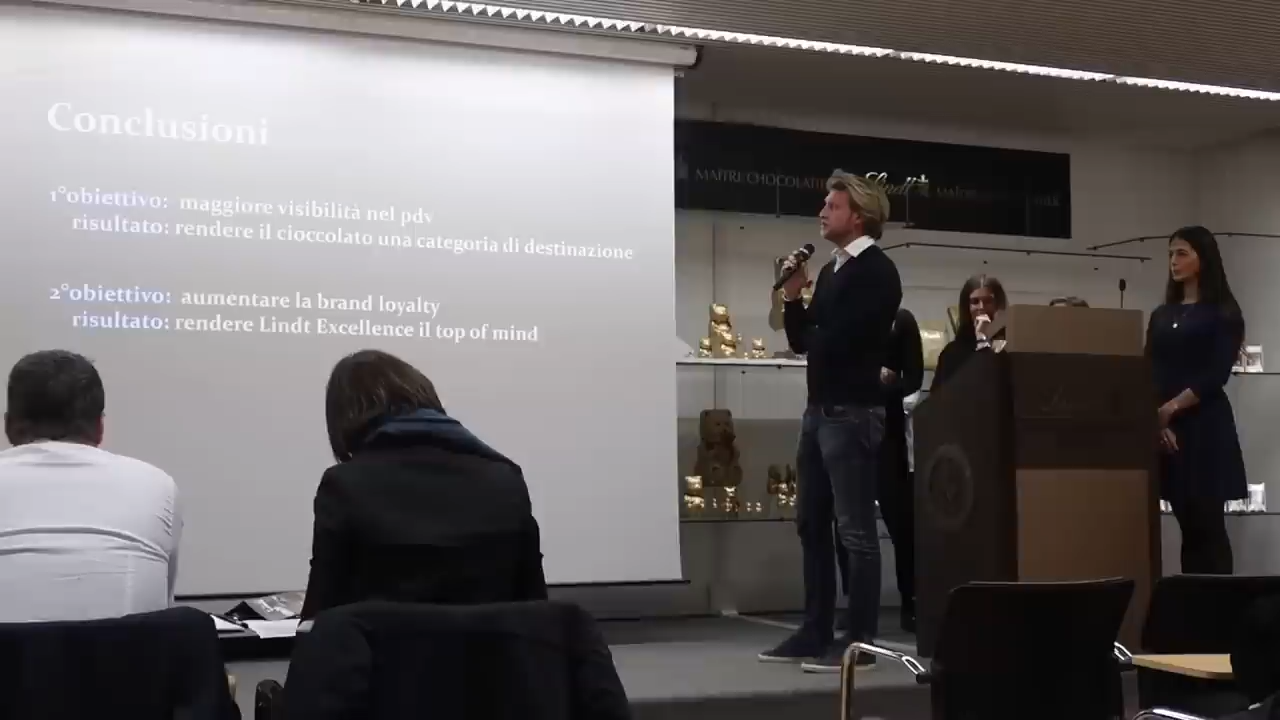 Conclusioni
1°obiettivo: maggiore visibilità nel pdv
risultato: rendere il cioccolato una categoria di destinazione
2°obiettivo: aumentare la brand loyalty
risultato: rendere Lindt Excellence il top of mind
Lindt